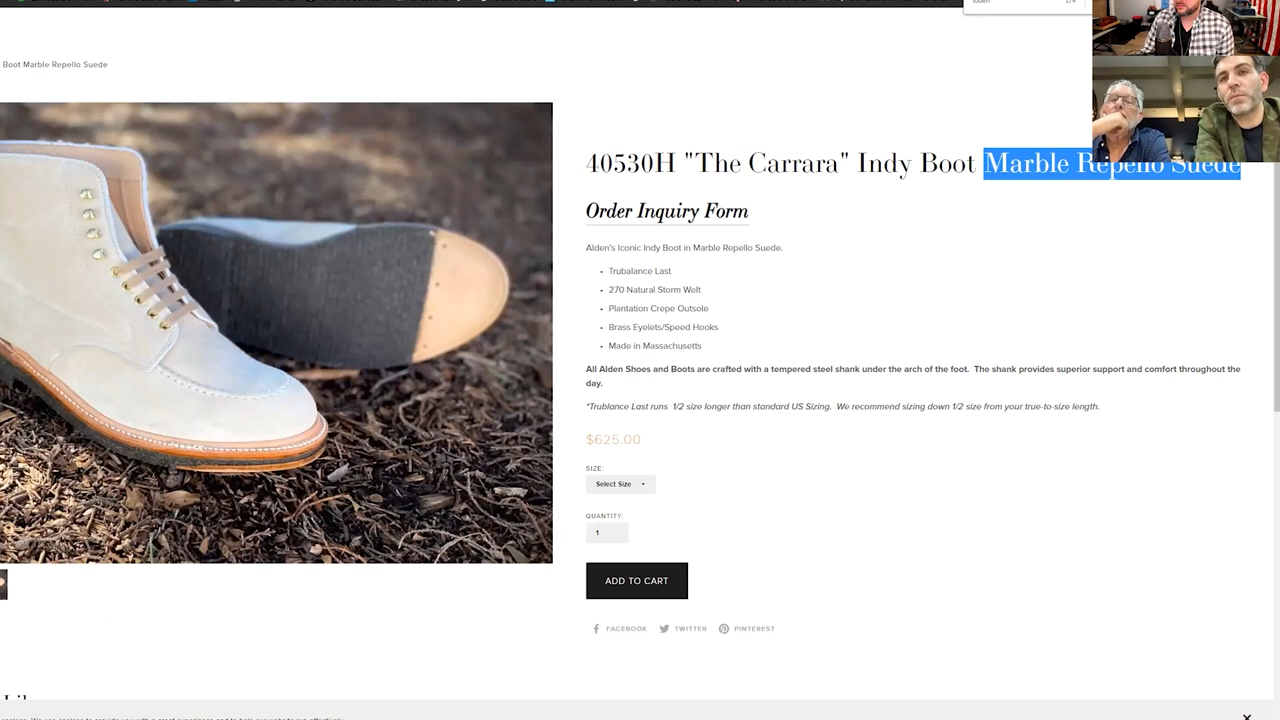 Boot Marble Repello Suede
40530H "The Carrara" Indy Boot Marble Repello Suede
Order Inquiry Form
Alden's Iconic Indy Boot in Marble Repello Suede.
• Trubalance Last
• 270 Natural Storm Welt
• Plantation Crepe Outsole
• Brass Eyelets/Speed Hooks
• Made in Massachusetts
All Alden Shoes and Boots are crafted with a tempered steel shank under the arch of the foot. The shank provides superior support and comfort throughout the
day.
*Trublance Last runs 1/2 size longer than standard US Sizing. We recommend sizing down 1/2 size from your true-to-size length.
$625.00
SIZE:
Select Size
QUANTITY:
1
ADD TO CART
FACEBOOK TWITTER PINTEREST